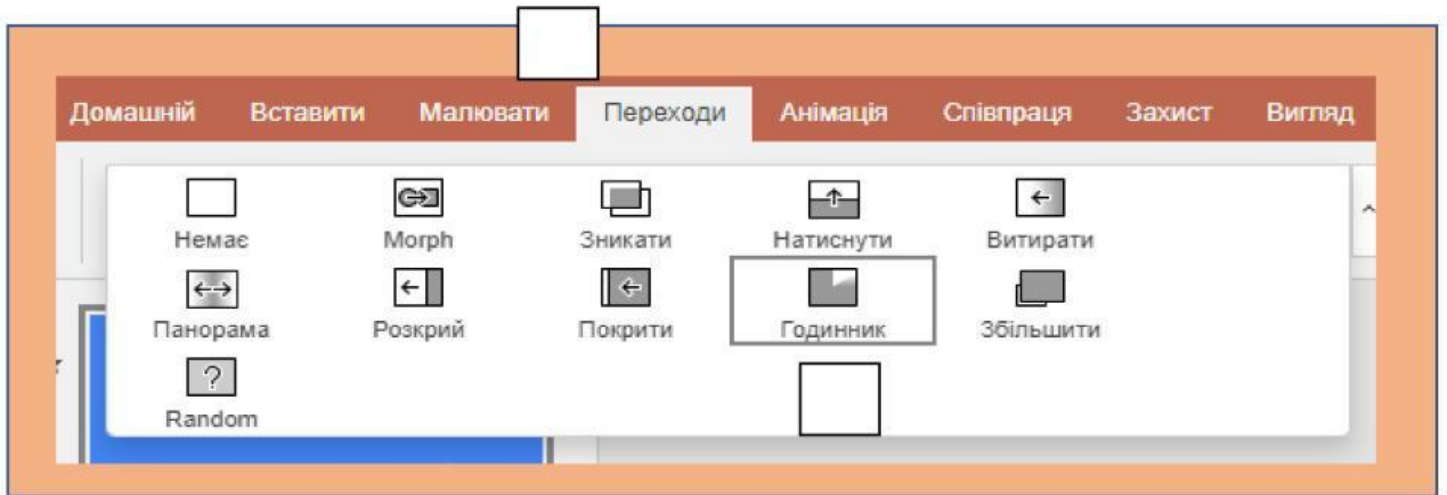 Домашній Вставити Малювати Переходи Анімація Співпраця Захист Вигляд
Немає Morph Зникати Натиснути Витирати
Панорама Розкрий Покрити Годинник Збільшити
?
Random